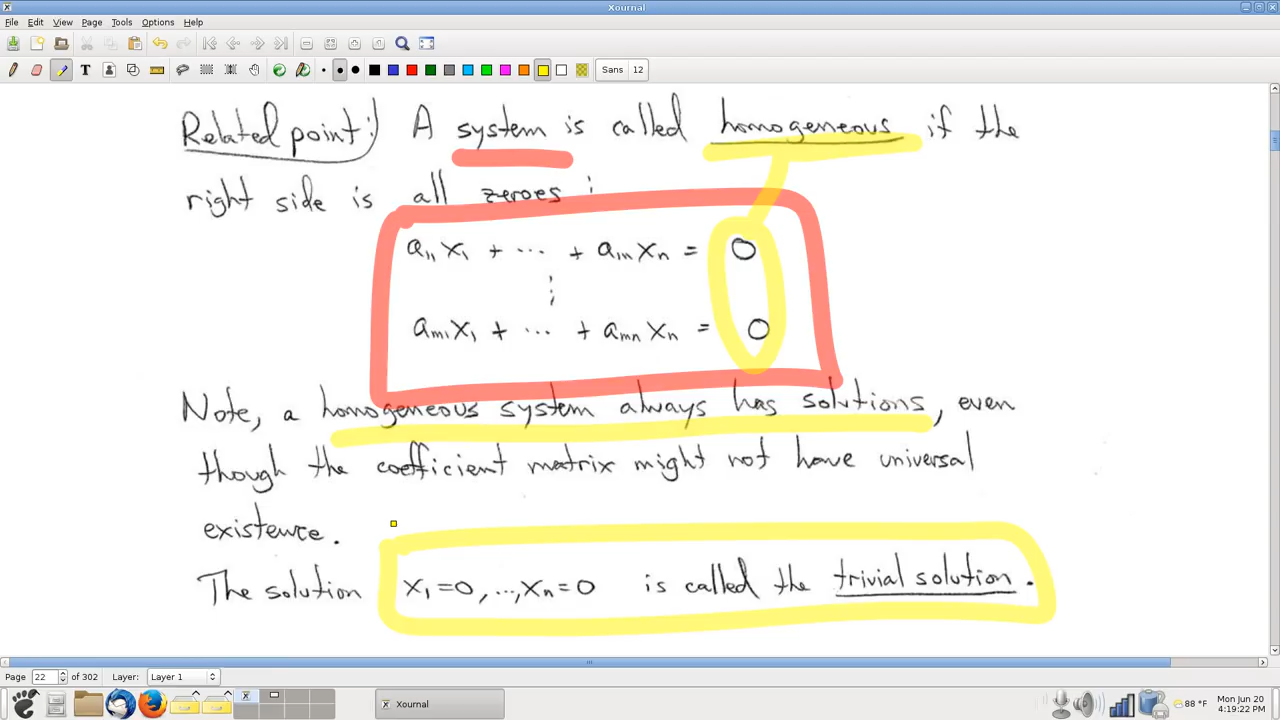 Xournal
File Edit View Page Tools Options Help
Sans 12
Related point: A system is called homogeneous if the
right side is all zeroes :
a₁₁x₁ + ... + a₁ₙxₙ = 0
⋮
aₘ₁x₁ + ... + aₘₙxₙ = 0
Note, a homogeneous system always has solutions, even
though the coefficient matrix might not have universal
existence.
The solution x₁=0, ..., xₙ=0 is called the trivial solution.
Page 22 of 302 Layer: Layer 1
Xournal
88 °F
Mon Jun 20
4:19:22 PM